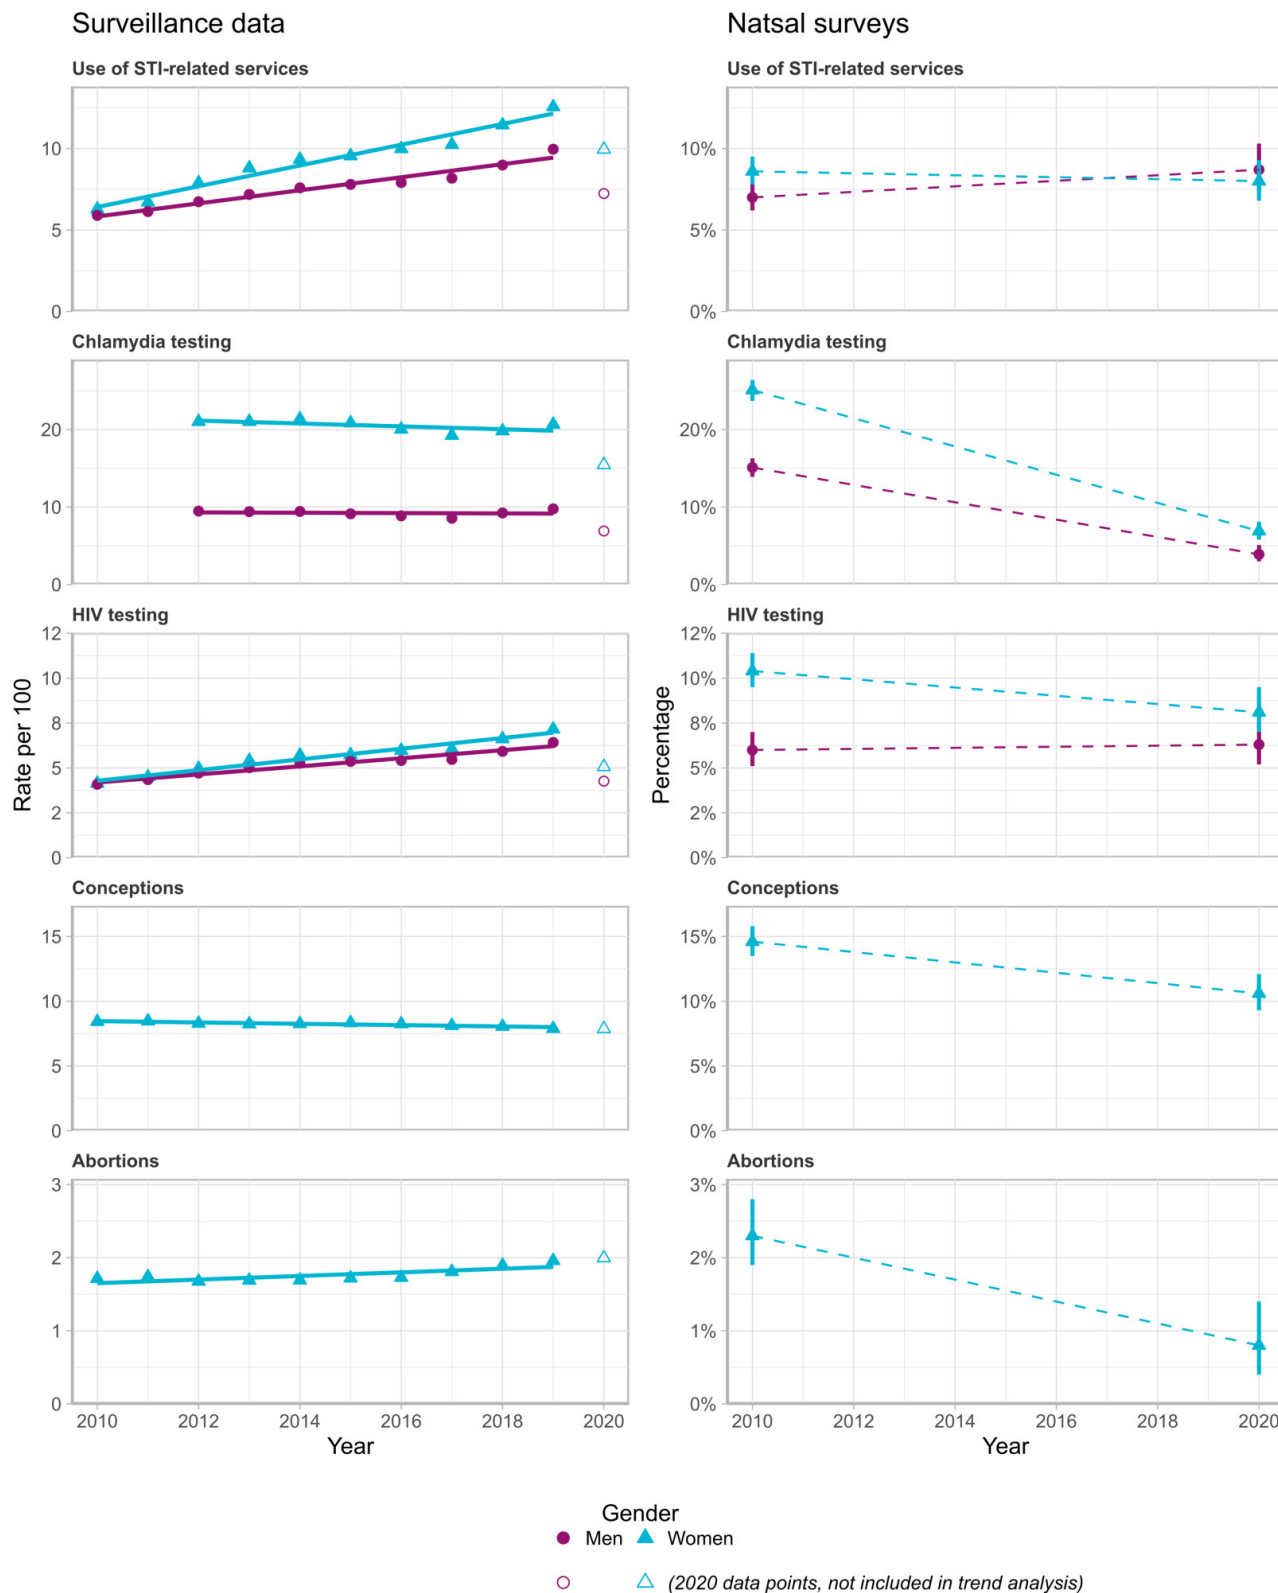 Surveillance data
Natsal surveys
Use of STI-related services
Use of STI-related services
10
5
0
10%
5%
0%
Chlamydia testing
Chlamydia testing
20
10
0
20%
10%
0%
HIV testing
HIV testing
12
10
8
5
2
0
12%
10%
8%
5%
2%
0%
Rate per 100
Percentage
Conceptions
Conceptions
15
10
5
0
15%
10%
5%
0%
Abortions
Abortions
3
2
1
0
3%
2%
1%
0%
2010 2012 2014 2016 2018 2020
2010 2012 2014 2016 2018 2020
Year
Year
Gender
Men Women
(2020 data points, not included in trend analysis)